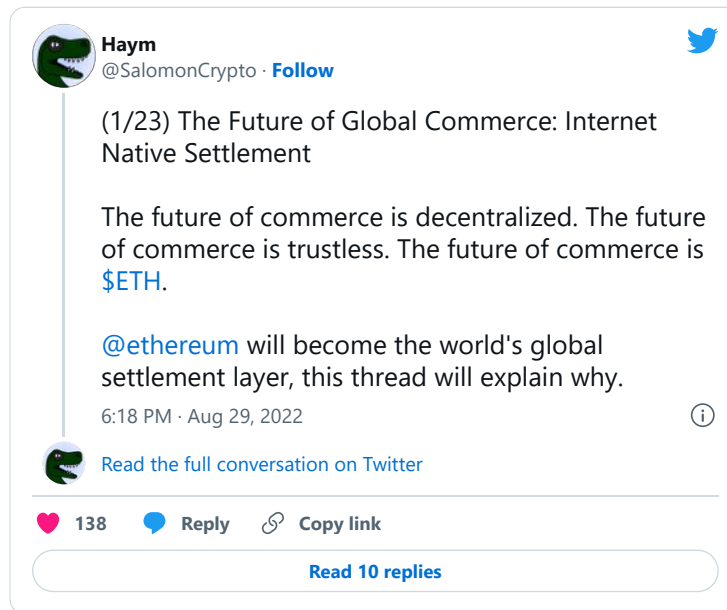 Haym
@SalomonCrypto · Follow
(1/23) The Future of Global Commerce: Internet
Native Settlement
The future of commerce is decentralized. The future
of commerce is trustless. The future of commerce is
$ETH.
@ethereum will become the world's global
settlement layer, this thread will explain why.
6:18 PM · Aug 29, 2022
Read the full conversation on Twitter
138 Reply Copy link
Read 10 replies